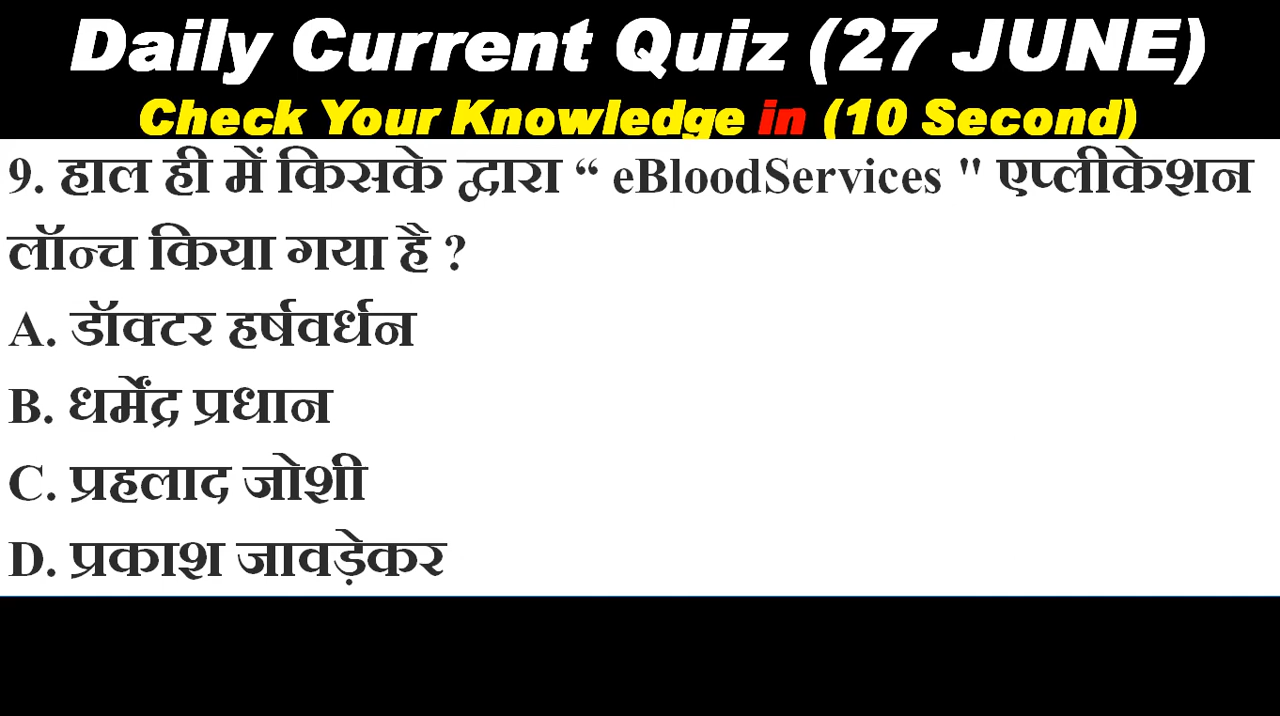 Daily Current Quiz (27 JUNE)
Check Your Knowledge in (10 Second)
9. हाल ही में किसके द्वारा “ eBloodServices " एप्लीकेशन
लॉन्च किया गया है ?
A. डॉक्टर हर्षवर्धन
B. धर्मेंद्र प्रधान
C. प्रहलाद जोशी
D. प्रकाश जावड़ेकर